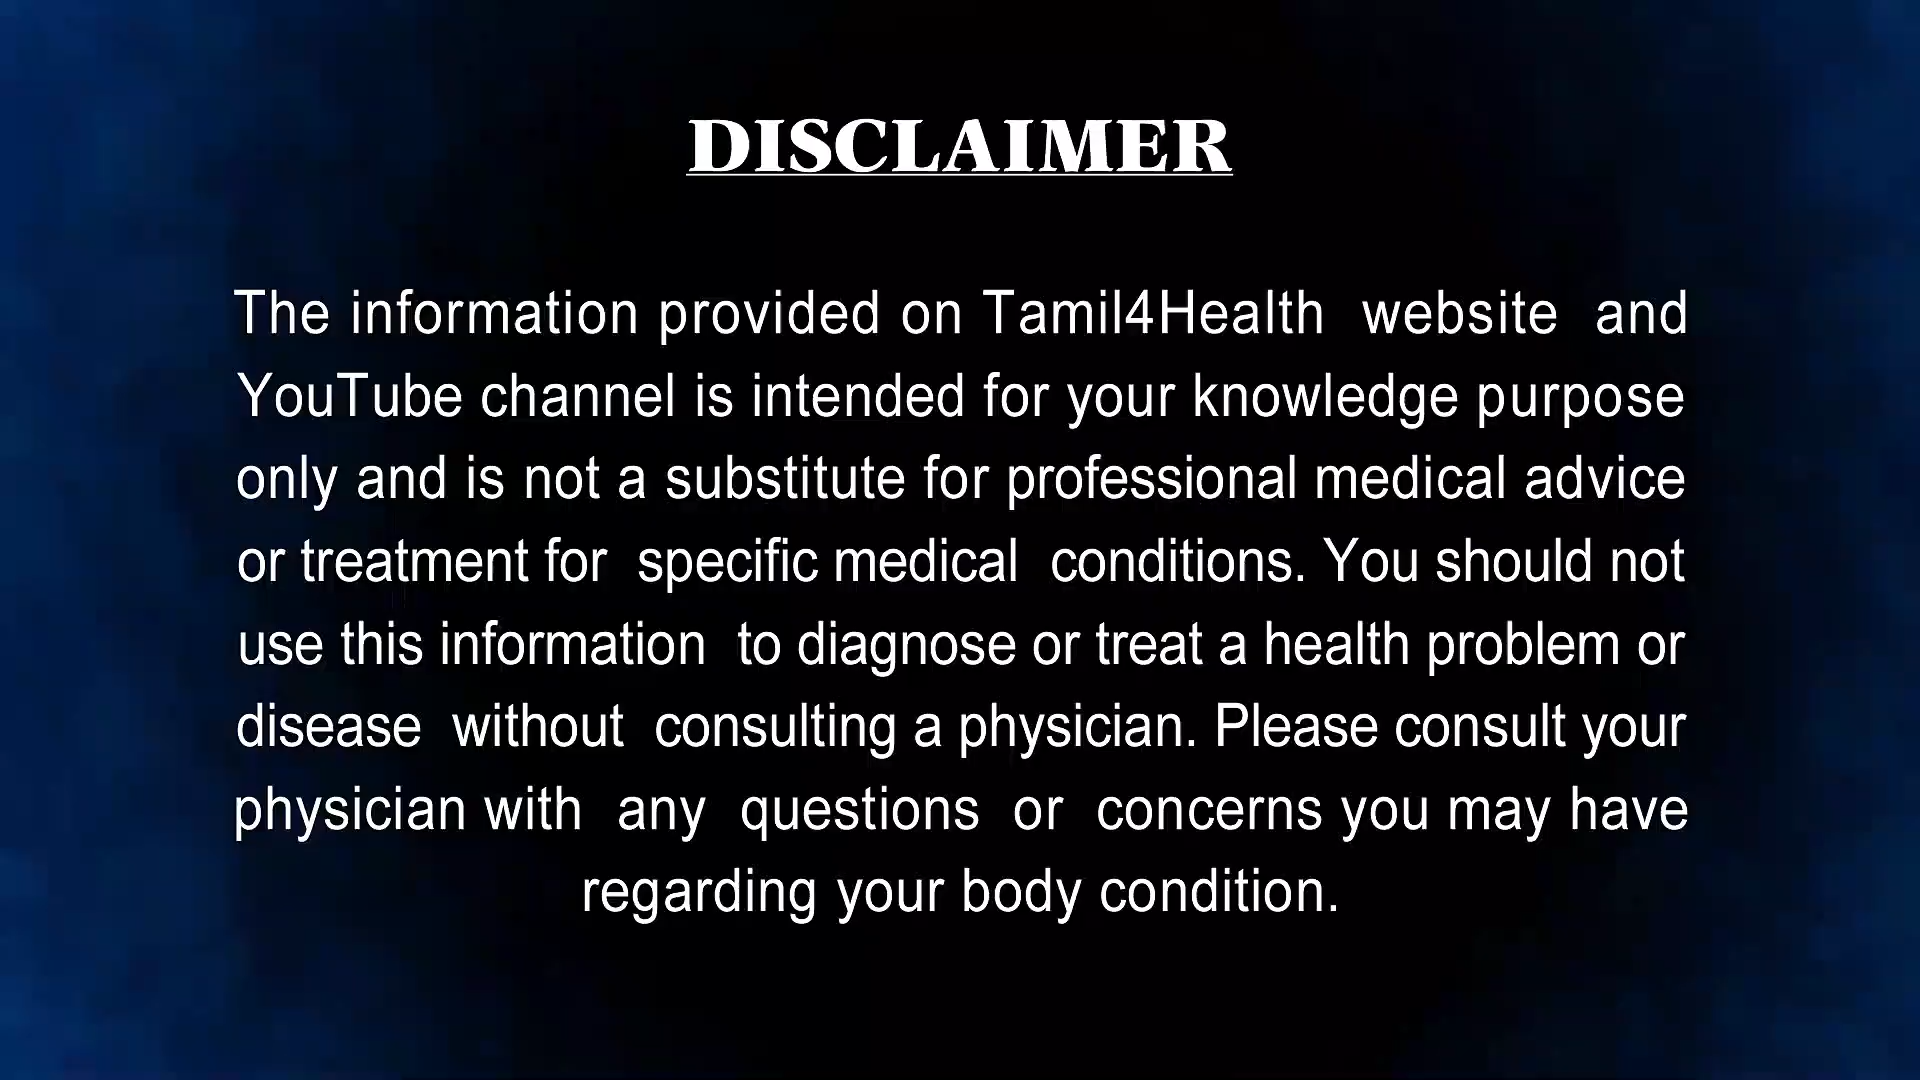 DISCLAIMER
The information provided on Tamil4Health website and
YouTube channel is intended for your knowledge purpose
only and is not a substitute for professional medical advice
or treatment for specific medical conditions. You should not
use this information to diagnose or treat a health problem or
disease without consulting a physician. Please consult your
physician with any questions or concerns you may have
regarding your body condition.